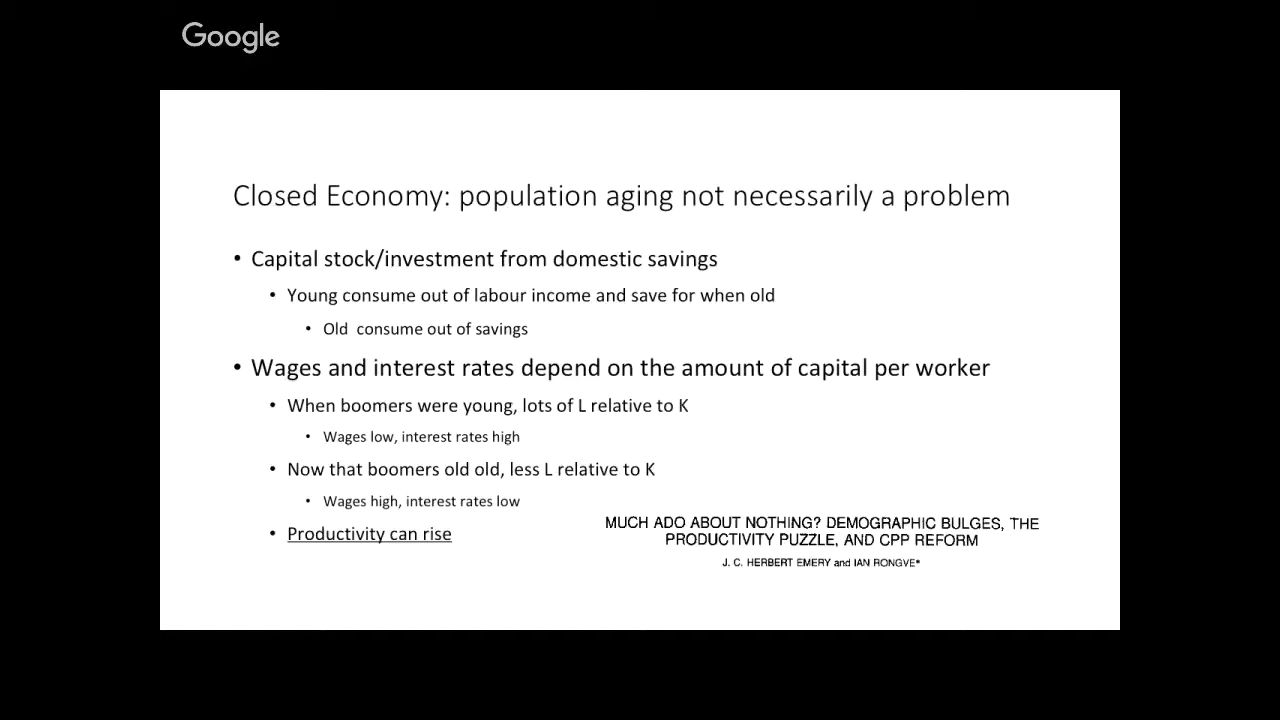 Google
Closed Economy: population aging not necessarily a problem
• Capital stock/investment from domestic savings
• Young consume out of labour income and save for when old
• Old consume out of savings
• Wages and interest rates depend on the amount of capital per worker
• When boomers were young, lots of L relative to K
• Wages low, interest rates high
• Now that boomers old old, less L relative to K
• Wages high, interest rates low
• Productivity can rise
MUCH ADO ABOUT NOTHING? DEMOGRAPHIC BULGES, THE
PRODUCTIVITY PUZZLE, AND CPP REFORM
J. C. HERBERT EMERY and IAN RONGVE*